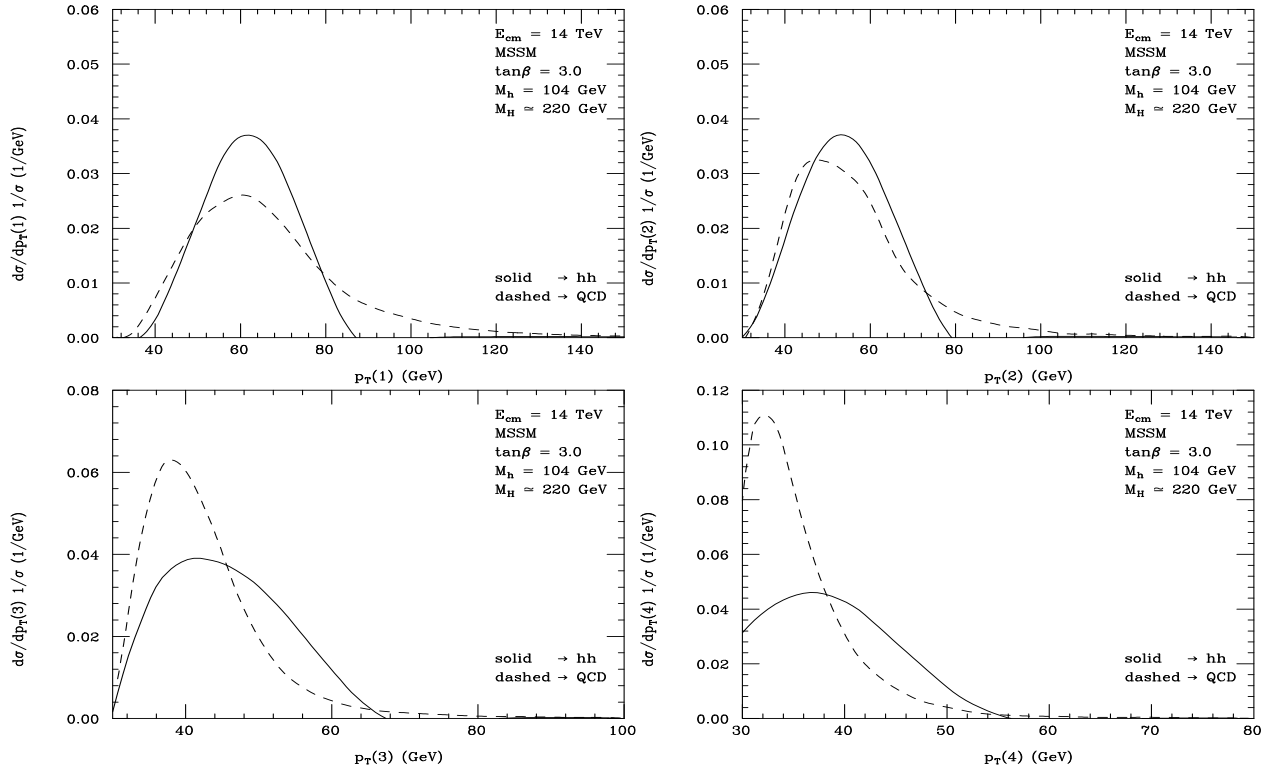 0.06
0.05
0.04
0.03
0.02
0.01
0.00
40
60
80
100
120
140
dσ/dp_T(1) 1/σ (1/GeV)
p_T(1) (GeV)
E_cm = 14 TeV
MSSM
tanβ = 3.0
M_h = 104 GeV
M_H ≃ 220 GeV
solid → hh
dashed → QCD
0.06
0.05
0.04
0.03
0.02
0.01
0.00
40
60
80
100
120
140
dσ/dp_T(2) 1/σ (1/GeV)
p_T(2) (GeV)
E_cm = 14 TeV
MSSM
tanβ = 3.0
M_h = 104 GeV
M_H ≃ 220 GeV
solid → hh
dashed → QCD
0.08
0.06
0.04
0.02
0.00
40
60
80
100
dσ/dp_T(3) 1/σ (1/GeV)
p_T(3) (GeV)
E_cm = 14 TeV
MSSM
tanβ = 3.0
M_h = 104 GeV
M_H ≃ 220 GeV
solid → hh
dashed → QCD
0.12
0.10
0.08
0.06
0.04
0.02
0.00
30
40
50
60
70
80
dσ/dp_T(4) 1/σ (1/GeV)
p_T(4) (GeV)
E_cm = 14 TeV
MSSM
tanβ = 3.0
M_h = 104 GeV
M_H ≃ 220 GeV
solid → hh
dashed → QCD